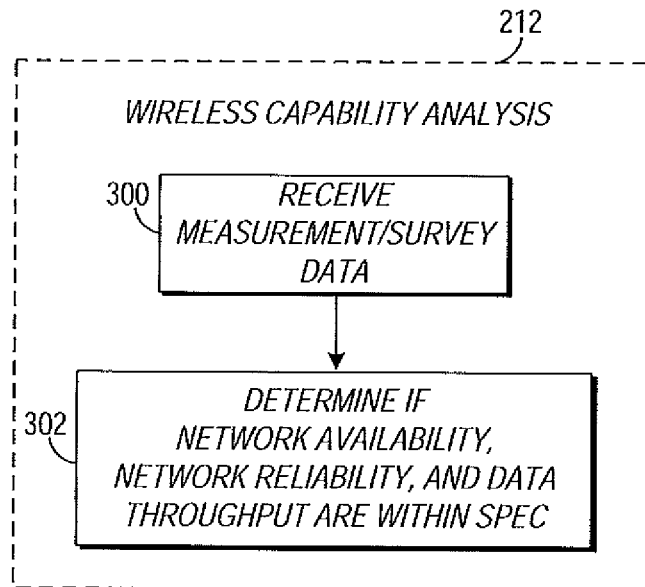 212
WIRELESS CAPABILITY ANALYSIS
300
RECEIVE
MEASUREMENT/SURVEY
DATA
302
DETERMINE IF
NETWORK AVAILABILITY,
NETWORK RELIABILITY, AND DATA
THROUGHPUT ARE WITHIN SPEC